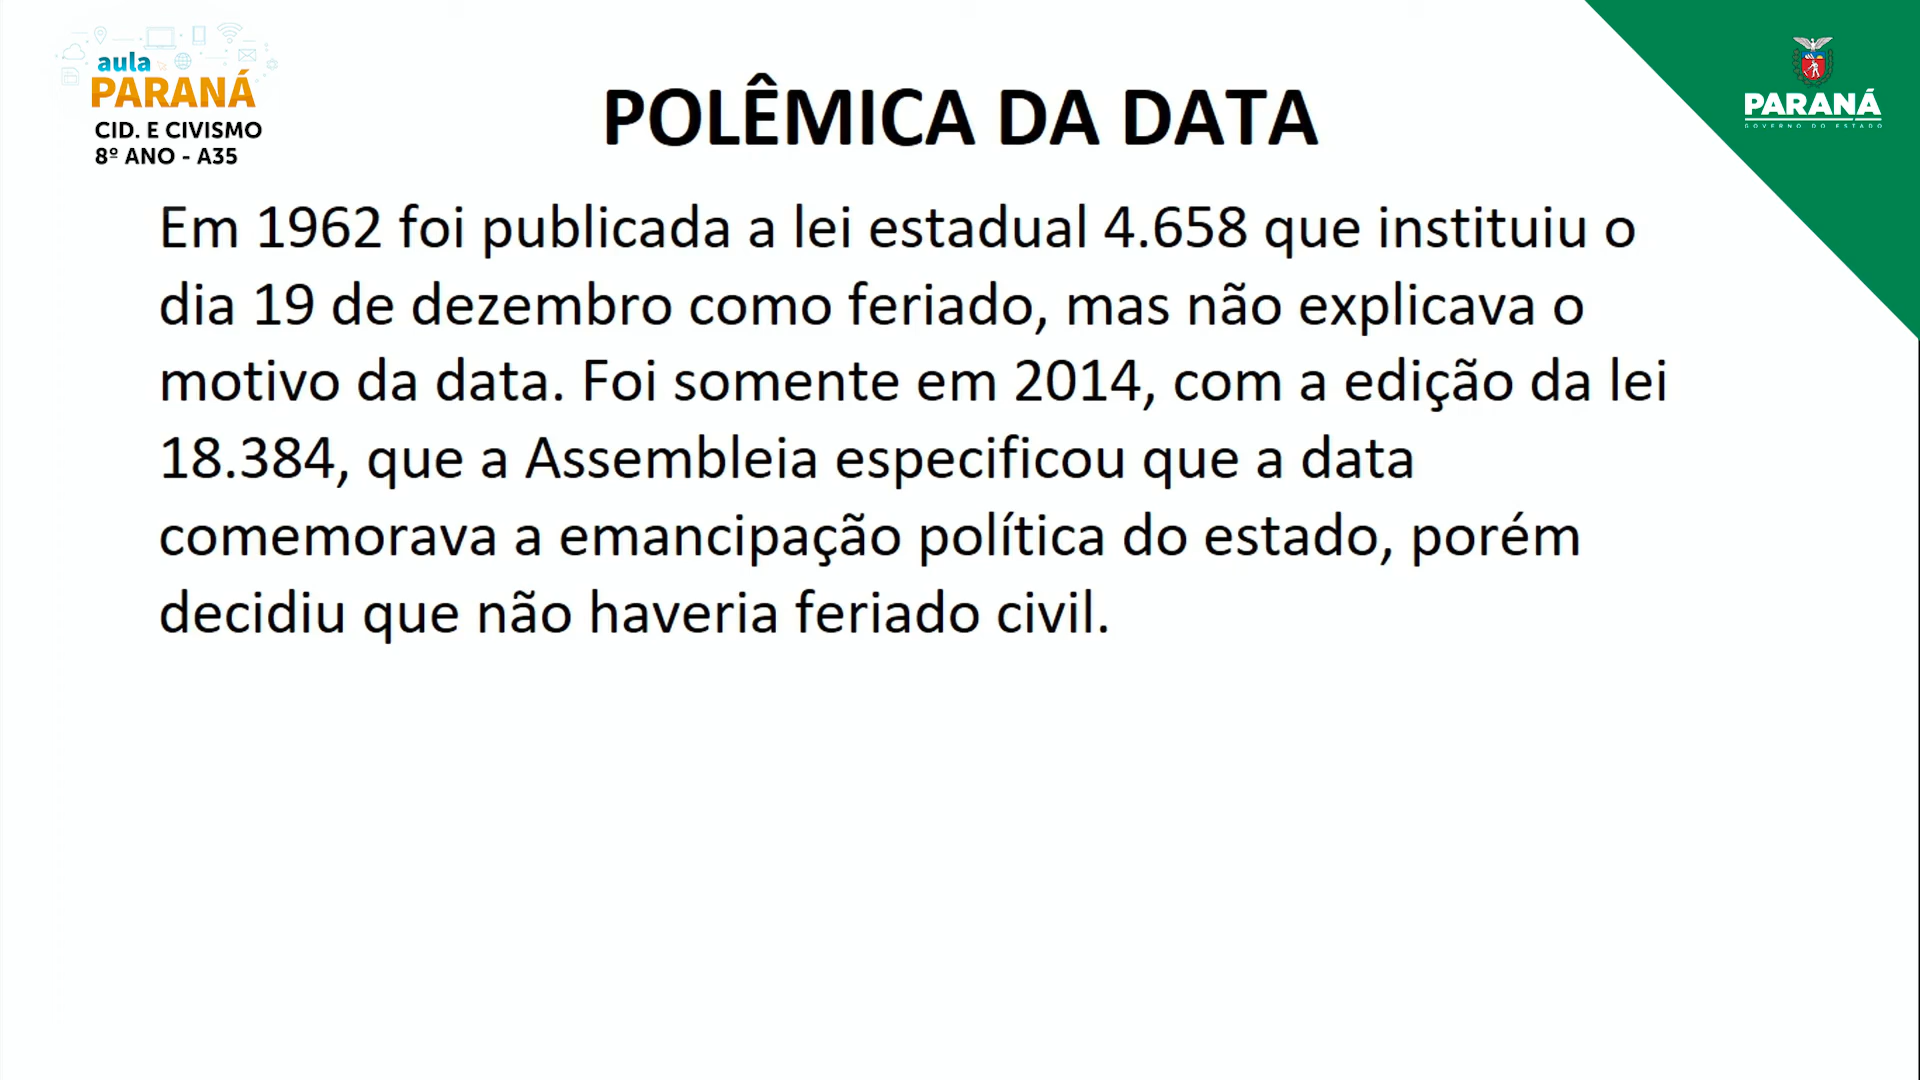 aula
PARANÁ
CID. E CIVISMO
8º ANO - A35
POLÊMICA DA DATA
PARANÁ
GOVERNO DO ESTADO
Em 1962 foi publicada a lei estadual 4.658 que instituiu o
dia 19 de dezembro como feriado, mas não explicava o
motivo da data. Foi somente em 2014, com a edição da lei
18.384, que a Assembleia especificou que a data
comemorava a emancipação política do estado, porém
decidiu que não haveria feriado civil.